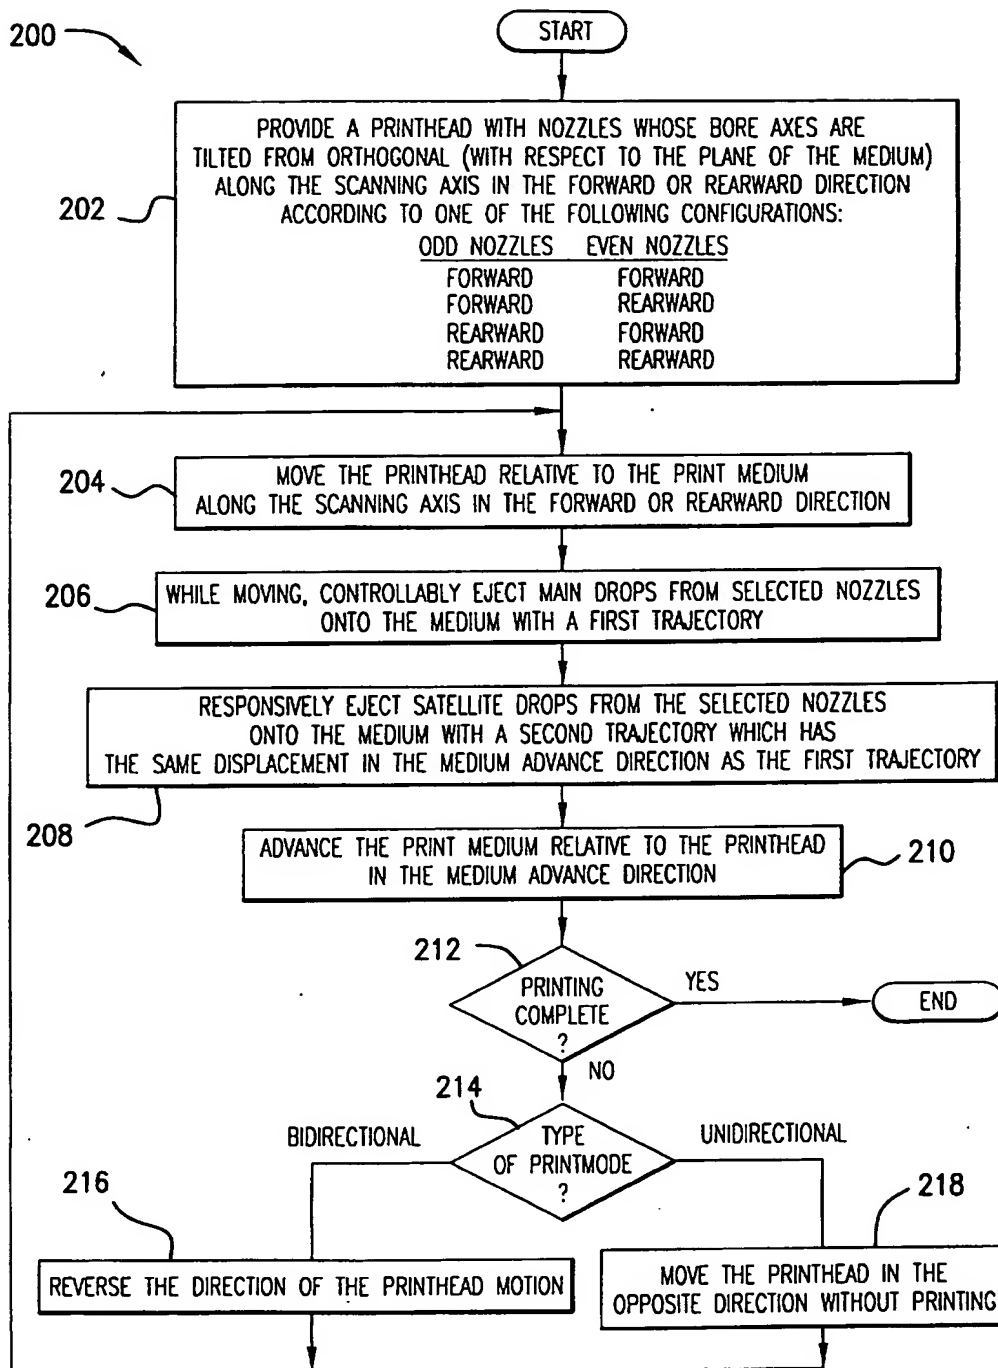 200
START
PROVIDE A PRINTHEAD WITH NOZZLES WHOSE BORE AXES ARE
TILTED FROM ORTHOGONAL (WITH RESPECT TO THE PLANE OF THE MEDIUM)
ALONG THE SCANNING AXIS IN THE FORWARD OR REARWARD DIRECTION
ACCORDING TO ONE OF THE FOLLOWING CONFIGURATIONS:
ODD NOZZLES EVEN NOZZLES
FORWARD FORWARD
FORWARD REARWARD
REARWARD FORWARD
REARWARD REARWARD
202
204
MOVE THE PRINTHEAD RELATIVE TO THE PRINT MEDIUM
ALONG THE SCANNING AXIS IN THE FORWARD OR REARWARD DIRECTION
206
WHILE MOVING, CONTROLLABLY EJECT MAIN DROPS FROM SELECTED NOZZLES
ONTO THE MEDIUM WITH A FIRST TRAJECTORY
RESPONSIVELY EJECT SATELLITE DROPS FROM THE SELECTED NOZZLES
ONTO THE MEDIUM WITH A SECOND TRAJECTORY WHICH HAS
THE SAME DISPLACEMENT IN THE MEDIUM ADVANCE DIRECTION AS THE FIRST TRAJECTORY
208
ADVANCE THE PRINT MEDIUM RELATIVE TO THE PRINTHEAD
IN THE MEDIUM ADVANCE DIRECTION
210
212
PRINTING
COMPLETE
?
YES
END
NO
214
BIDIRECTIONAL
TYPE
OF PRINTMODE
?
UNIDIRECTIONAL
216
218
REVERSE THE DIRECTION OF THE PRINTHEAD MOTION
MOVE THE PRINTHEAD IN THE
OPPOSITE DIRECTION WITHOUT PRINTING